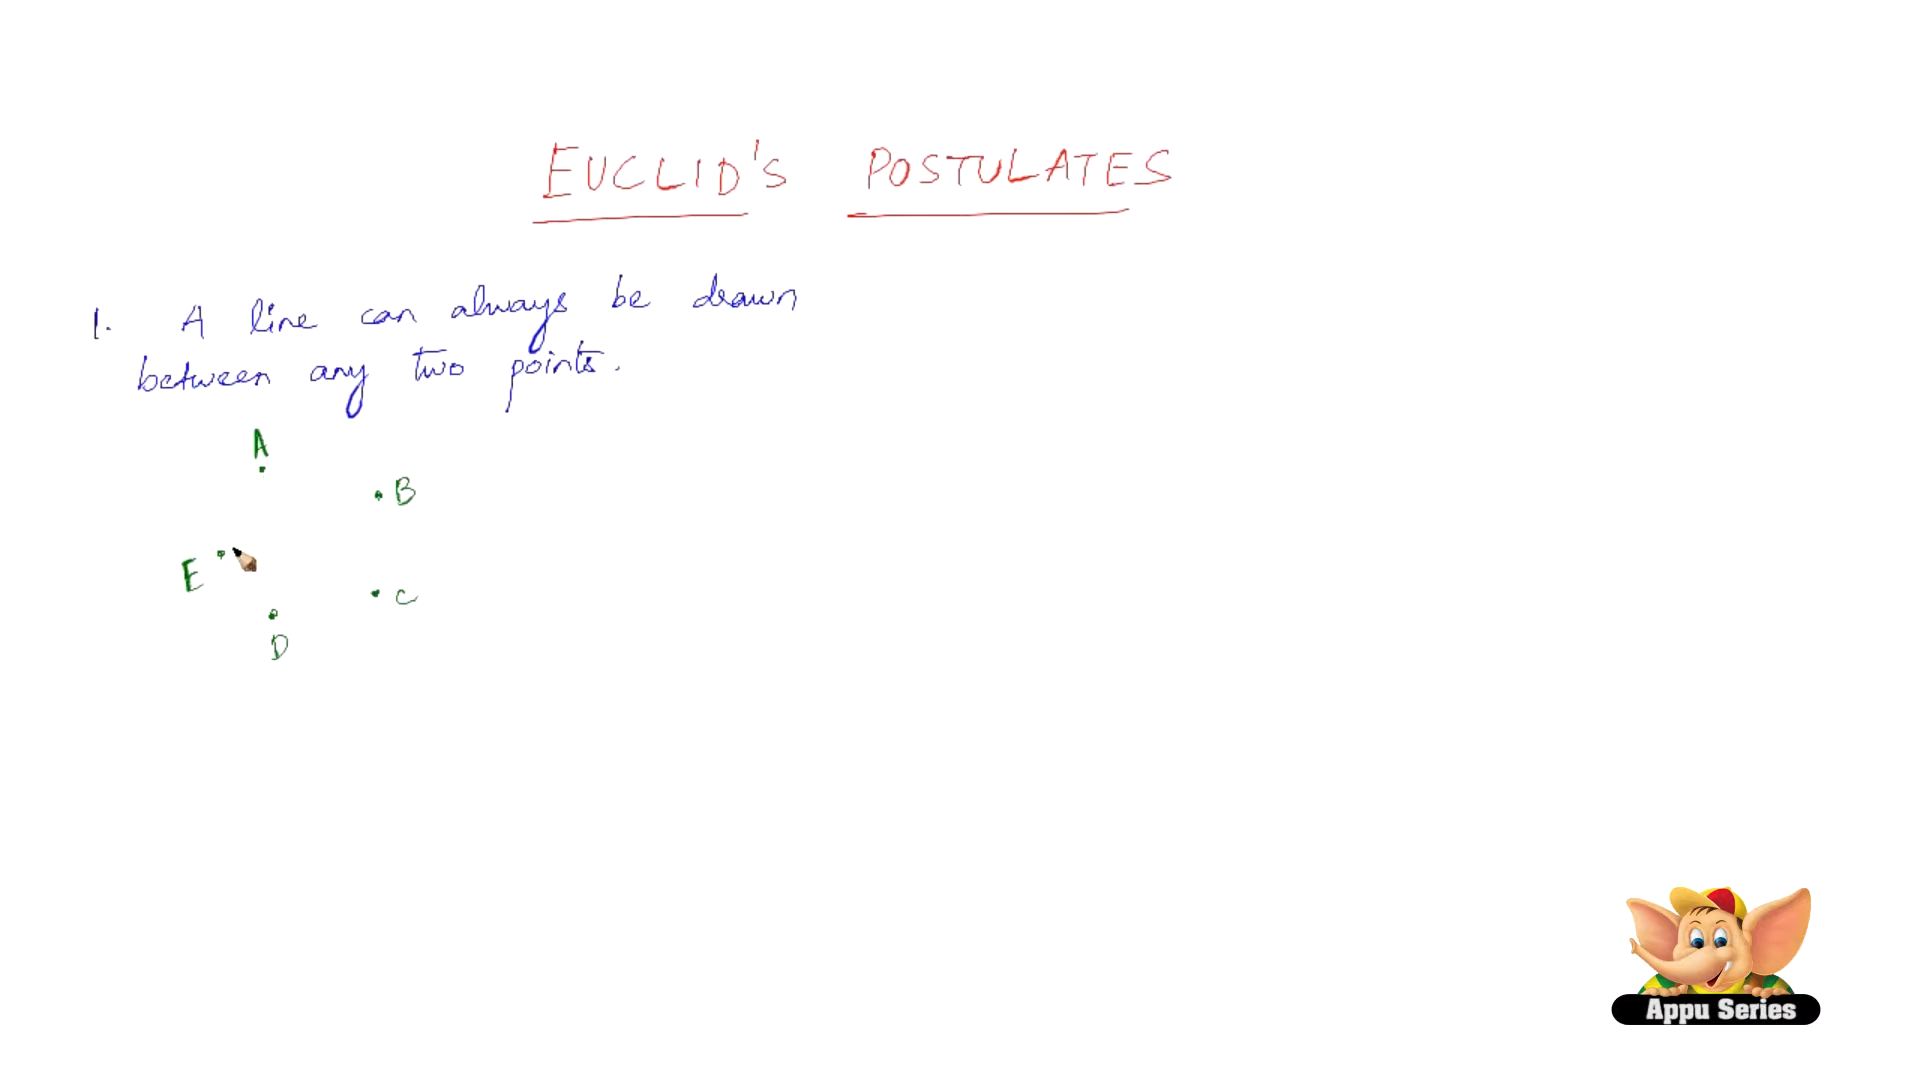 EUCLID'S POSTULATES
1. A line can always be drawn
between any two points.
A
B
E
C
D
Appu Series